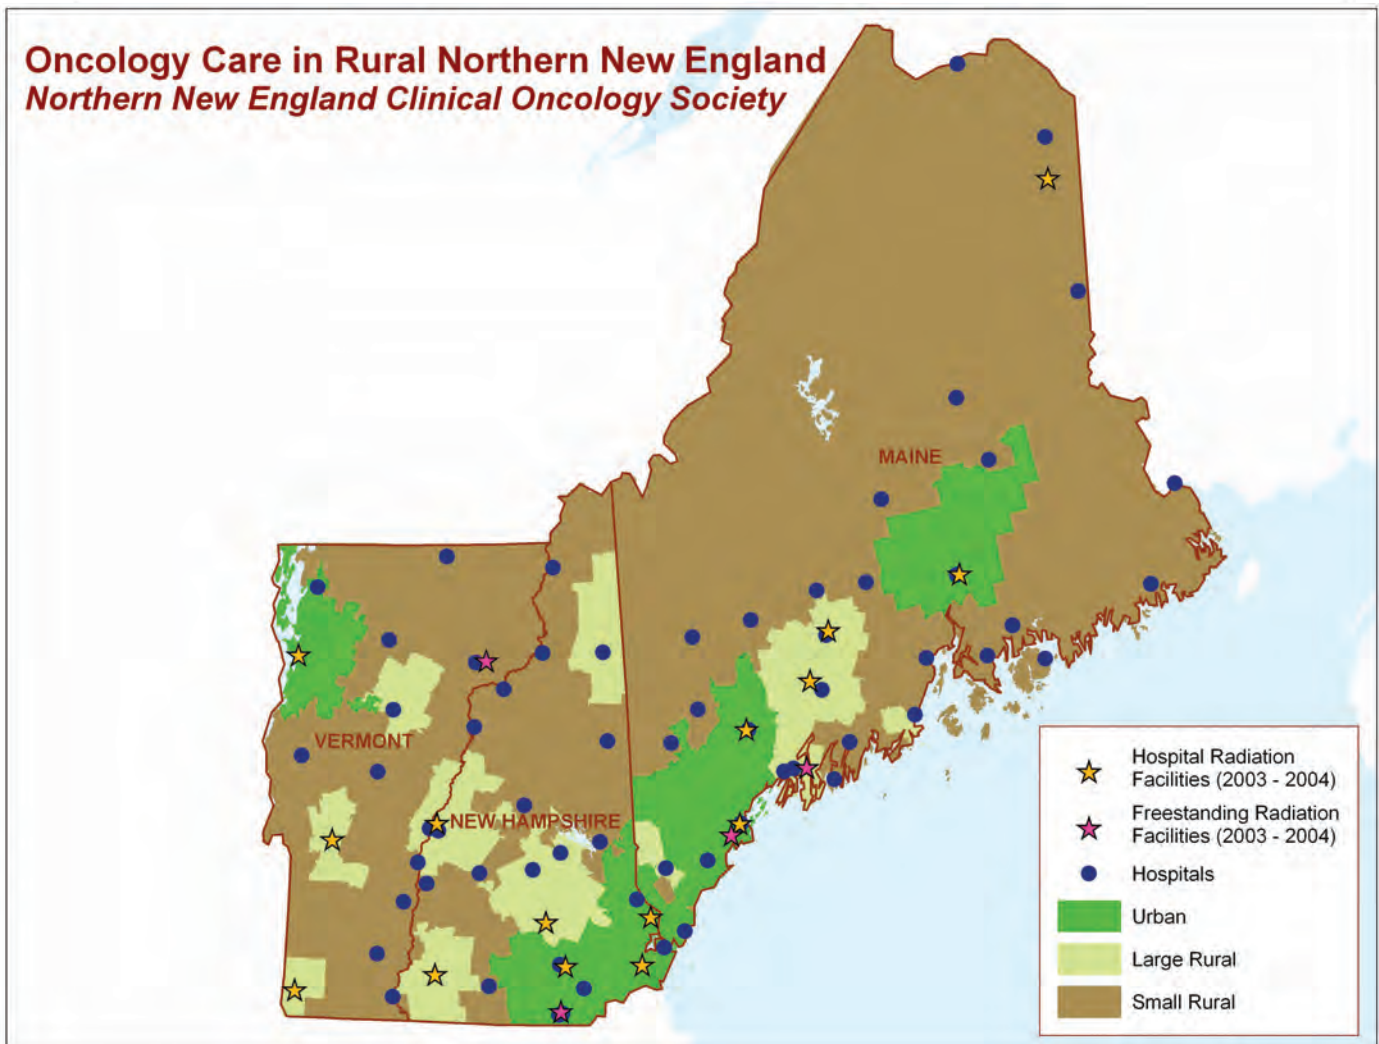 Oncology Care in Rural Northern New England
Northern New England Clinical Oncology Society
MAINE
VERMONT
NEW HAMPSHIRE
Hospital Radiation
Facilities (2003 - 2004)
Freestanding Radiation
Facilities (2003 - 2004)
Hospitals
Urban
Large Rural
Small Rural